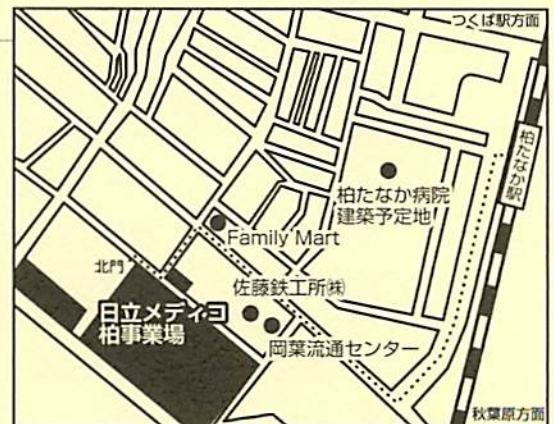 つくば駅方面
柏たなか駅
柏たなか病院
建築予定地
Family Mart
北門
佐藤鉄工所㈱
日立メディコ
柏事業場
岡葉流通センター
秋葉原方面